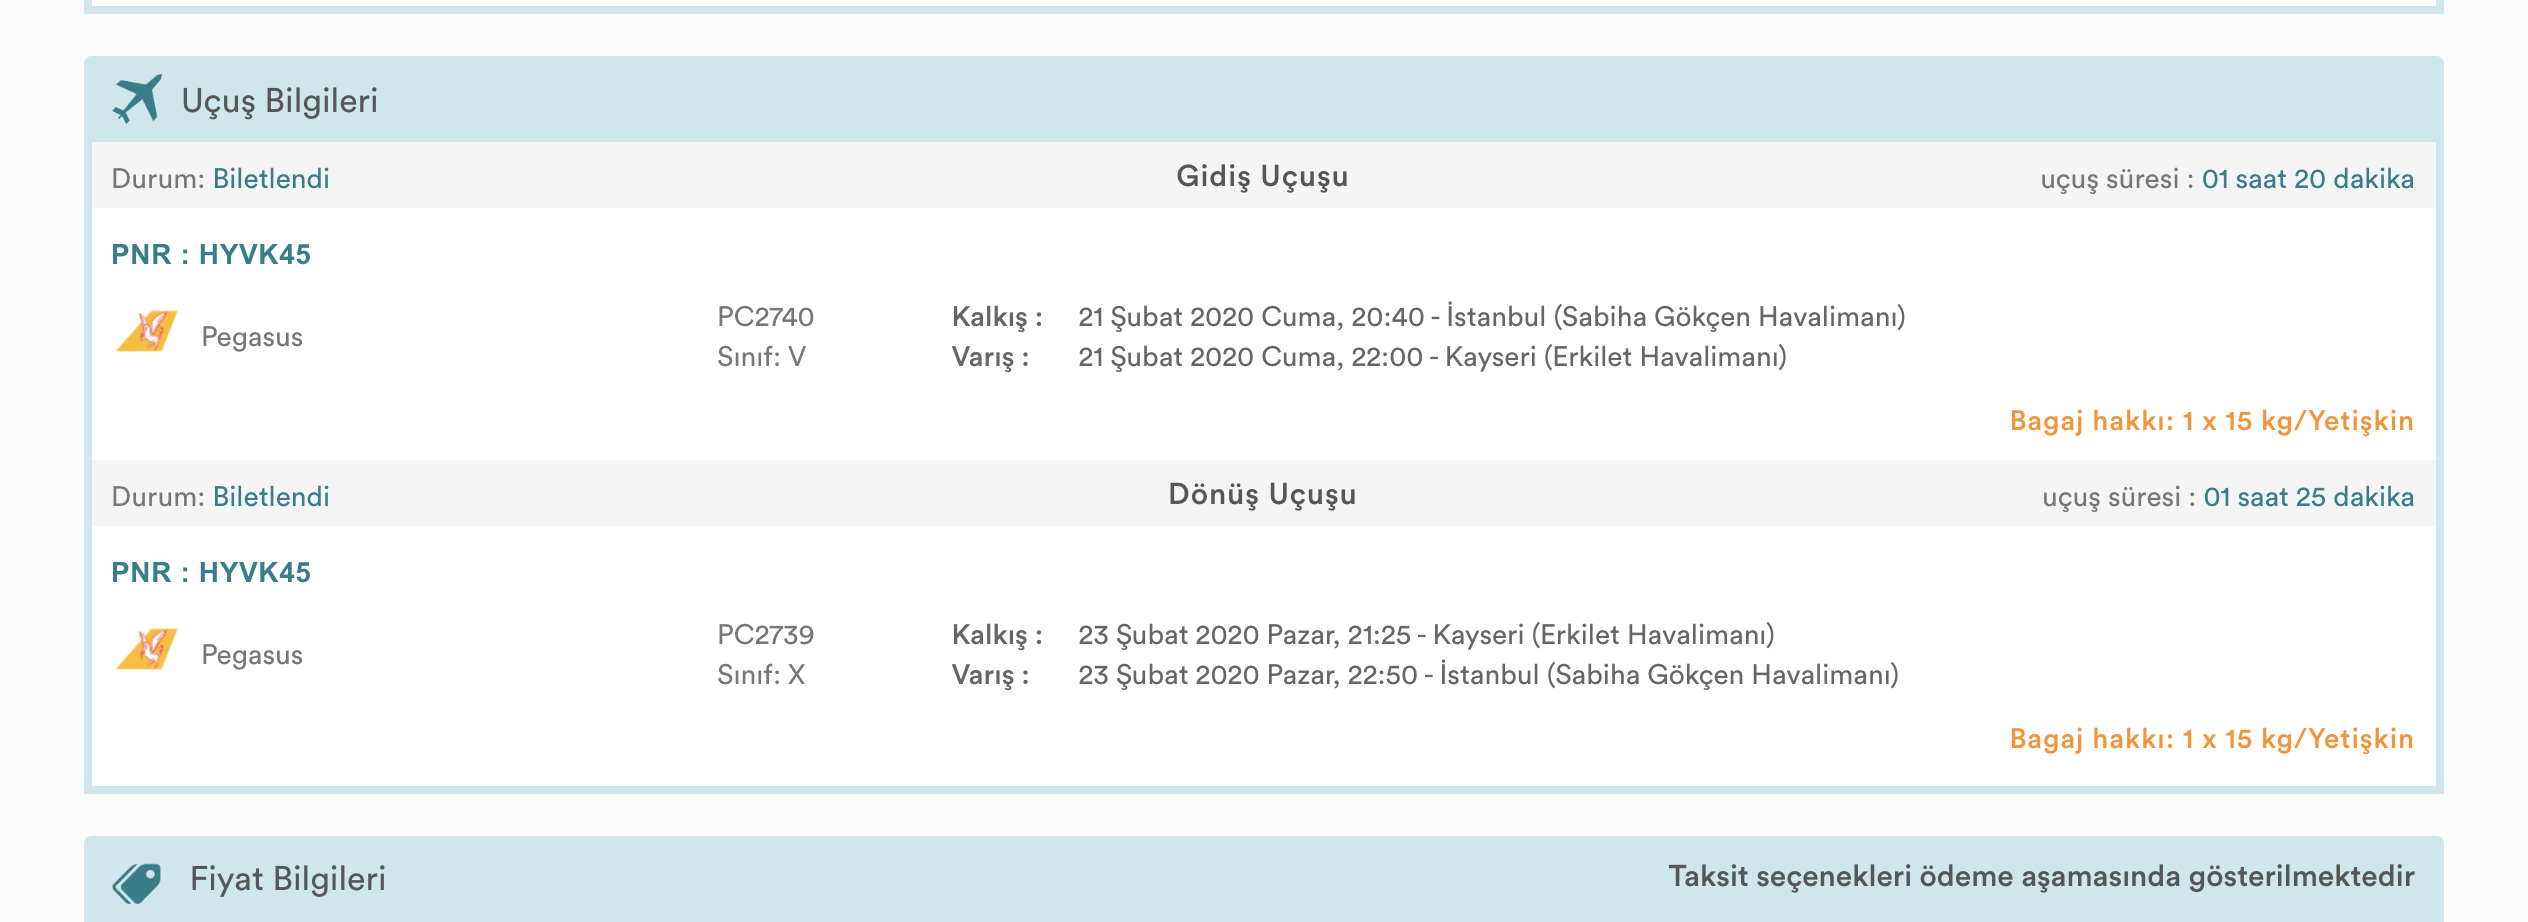 Uçuş Bilgileri
Durum: Biletlendi
Gidiş Uçuşu
uçuş süresi : 01 saat 20 dakika
PNR : HYVK45
Pegasus
PC2740
Sınıf: V
Kalkış : 21 Şubat 2020 Cuma, 20:40 - İstanbul (Sabiha Gökçen Havalimanı)
Varış : 21 Şubat 2020 Cuma, 22:00 - Kayseri (Erkilet Havalimanı)
Bagaj hakkı: 1 x 15 kg/Yetişkin
Durum: Biletlendi
Dönüş Uçuşu
uçuş süresi : 01 saat 25 dakika
PNR : HYVK45
Pegasus
PC2739
Sınıf: X
Kalkış : 23 Şubat 2020 Pazar, 21:25 - Kayseri (Erkilet Havalimanı)
Varış : 23 Şubat 2020 Pazar, 22:50 - İstanbul (Sabiha Gökçen Havalimanı)
Bagaj hakkı: 1 x 15 kg/Yetişkin
Fiyat Bilgileri
Taksit seçenekleri ödeme aşamasında gösterilmektedir